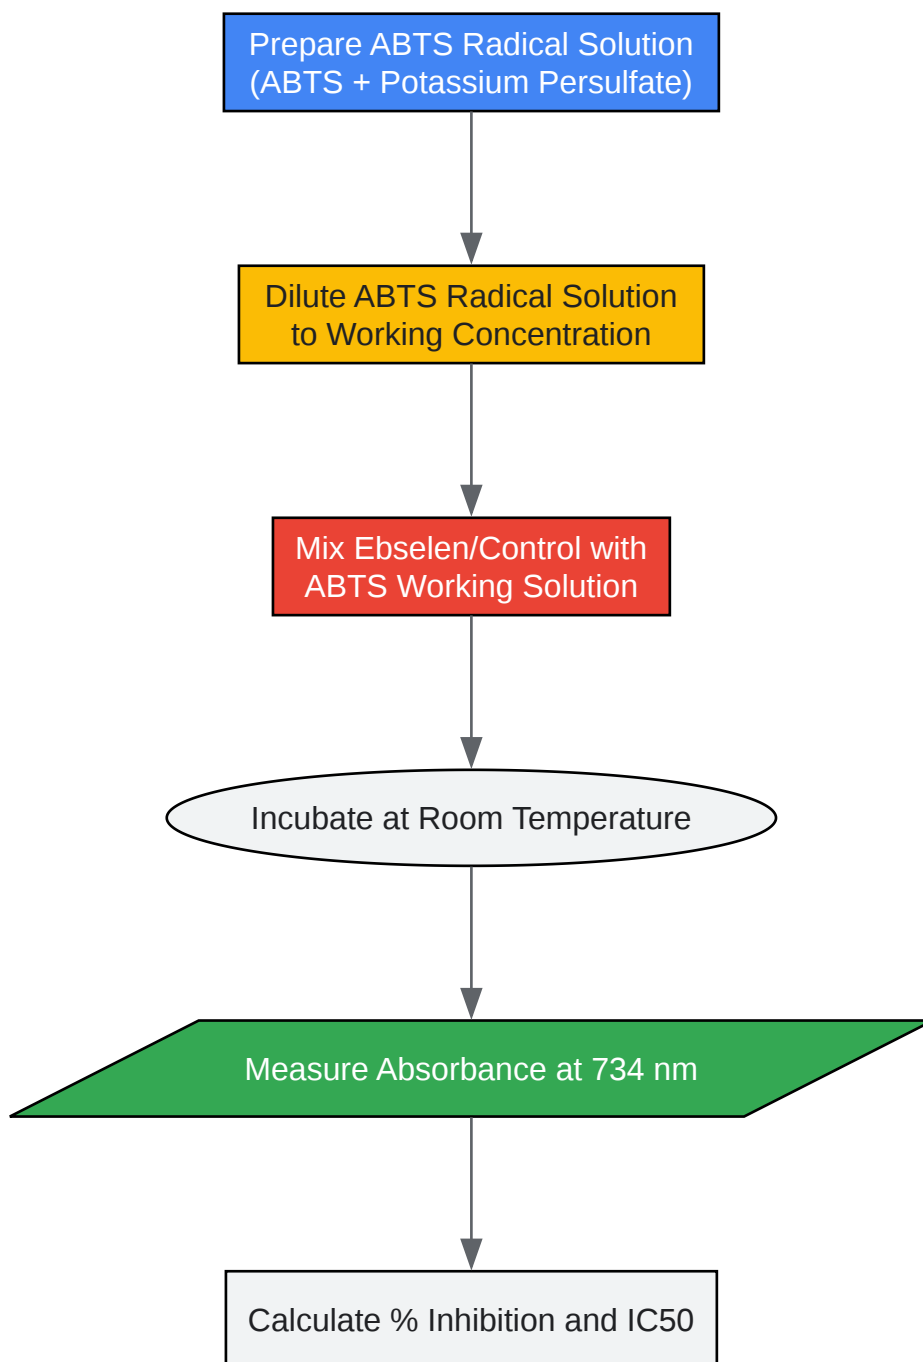 Prepare ABTS Radical Solution
(ABTS + Potassium Persulfate)
Dilute ABTS Radical Solution
to Working Concentration
Mix Ebselen/Control with
ABTS Working Solution
Incubate at Room Temperature
Measure Absorbance at 734 nm
Calculate % Inhibition and IC50